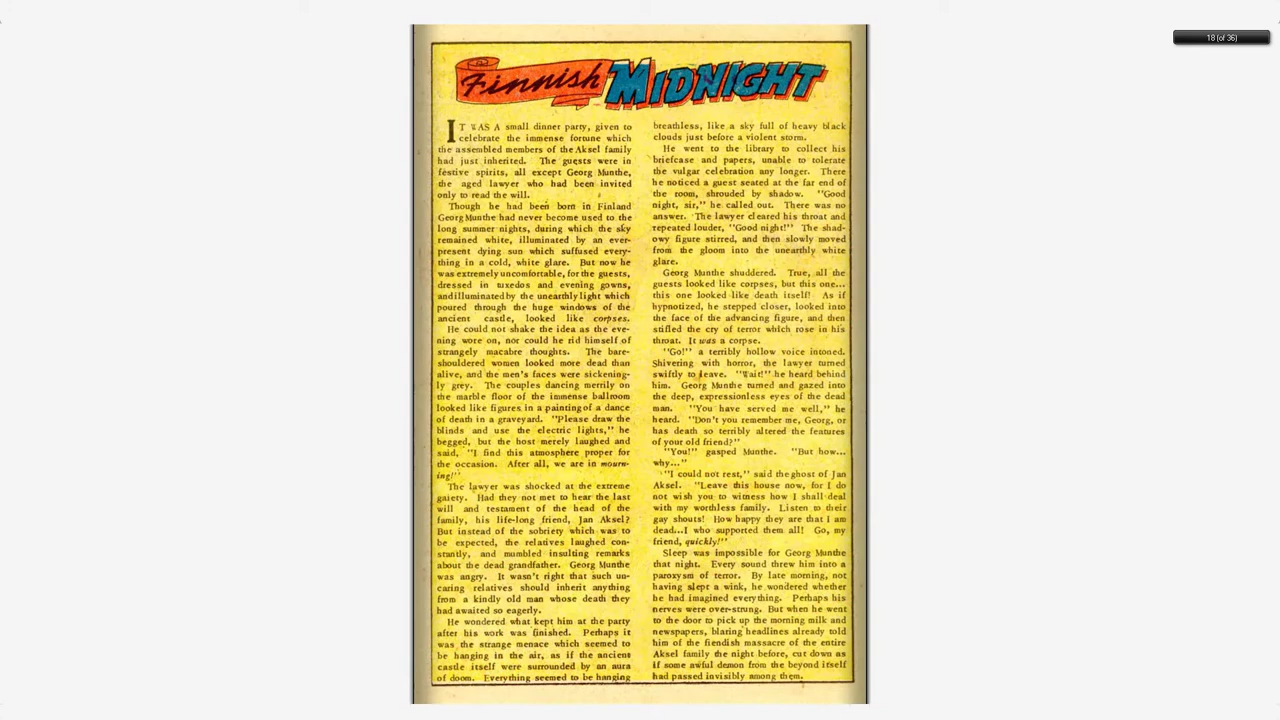 18 (of 36)
Finnish MIDNIGHT
IT WAS A small dinner party, given to
celebrate the immense fortune which
the assembled members of the Aksel family
had just inherited. The guests were in
festive spirits, all except Georg Munthe,
the aged lawyer who had been invited
only to read the will.
Though he had been born in Finland
Georg Munthe had never become used to the
long summer nights, during which the sky
remained white, illuminated by an ever-
present dying sun which suffused every-
thing in a cold, white glare. But now he
was extremely uncomfortable, for the guests,
dressed in tuxedos and evening gowns,
and illuminated by the unearthly light which
poured through the huge windows of the
ancient castle, looked like corpses.
He could not shake the idea as the eve-
ning wore on, nor could he rid himself of
strangely macabre thoughts. The bare-
shouldered women looked more dead than
alive, and the men's faces were sickening-
ly grey. The couples dancing merrily on
the marble floor of the immense ballroom
looked like figures in a painting of a dance
of death in a graveyard. "Please draw the
blinds and use the electric lights," he
begged, but the host merely laughed and
said, "I find this atmosphere proper for
the occasion. After all, we are in mourn-
ing!"
The lawyer was shocked at the extreme
gaiety. Had they not met to hear the last
will and testament of the head of the
family, his life-long friend, Jan Aksel?
But instead of the sobriety which was to
be expected, the relatives laughed con-
stantly, and mumbled insulting remarks
about the dead grandfather. Georg Munthe
was angry. It wasn't right that such un-
caring relatives should inherit anything
from a kindly old man whose death they
had awaited so eagerly.
He wondered what kept him at the party
after his work was finished. Perhaps it
was the strange menace which seemed to
be hanging in the air, as if the ancient
castle itself were surrounded by an aura
of doom. Everything seemed to be hanging
breathless, like a sky full of heavy black
clouds just before a violent storm.
He went to the library to collect his
briefcase and papers, unable to tolerate
the vulgar celebration any longer. There
he noticed a guest seated at the far end of
the room, shrouded by shadow. "Good
night, sir," he called out. There was no
answer. The lawyer cleared his throat and
repeated louder, "Good night!" The shad-
owy figure stirred, and then slowly moved
from the gloom into the unearthly white
glare.
Georg Munthe shuddered. True, all the
guests looked like corpses, but this one...
this one looked like death itself! As if
hypnotized, he stepped closer, looked into
the face of the advancing figure, and then
stifled the cry of terror which rose in his
throat. It was a corpse.
"Go!" a terribly hollow voice intoned.
Shivering with horror, the lawyer turned
swiftly to leave. "Wait!" he heard behind
him. Georg Munthe turned and gazed into
the deep, expressionless eyes of the dead
man. "You have served me well," he
heard. "Don't you remember me, Georg, or
has death so terribly altered the features
of your old friend?"
"You!" gasped Munthe. "But how...
why..."
"I could not rest," said the ghost of Jan
Aksel. "Leave this house now, for I do
not wish you to witness how I shall deal
with my worthless family. Listen to their
gay shouts! How happy they are that I am
dead...I who supported them all! Go, my
friend, quickly!"
Sleep was impossible for Georg Munthe
that night. Every sound threw him into a
paroxysm of terror. By late morning, not
having slept a wink, he wondered whether
he had imagined everything. Perhaps his
nerves were over-strung. But when he went
to the door to pick up the morning milk and
newspapers, blaring headlines already told
him of the fiendish massacre of the entire
Aksel family the night before, cut down as
if some awful demon from the beyond itself
had passed invisibly among them.